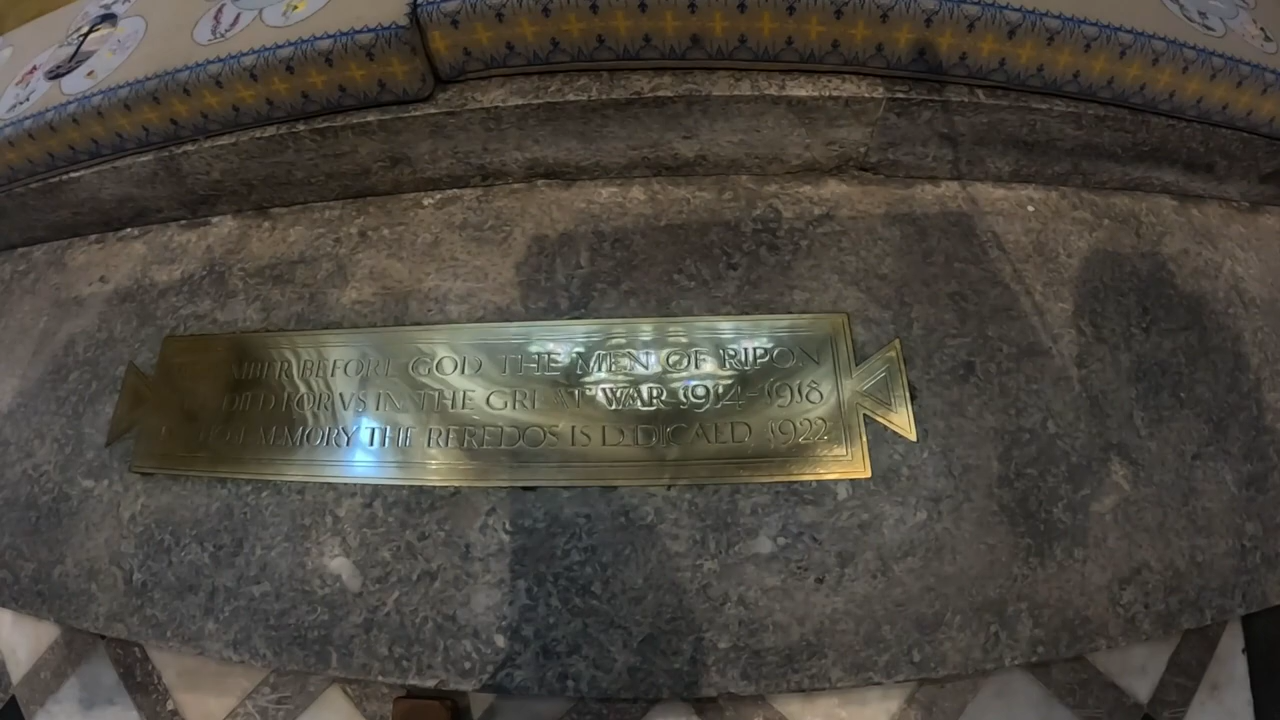 BEFORE GOD THE MEN OF RIPON
DIED FOR VS IN THE GREAT WAR 1914-1918
MEMORY THE REREDOS IS DEDICATED 1922